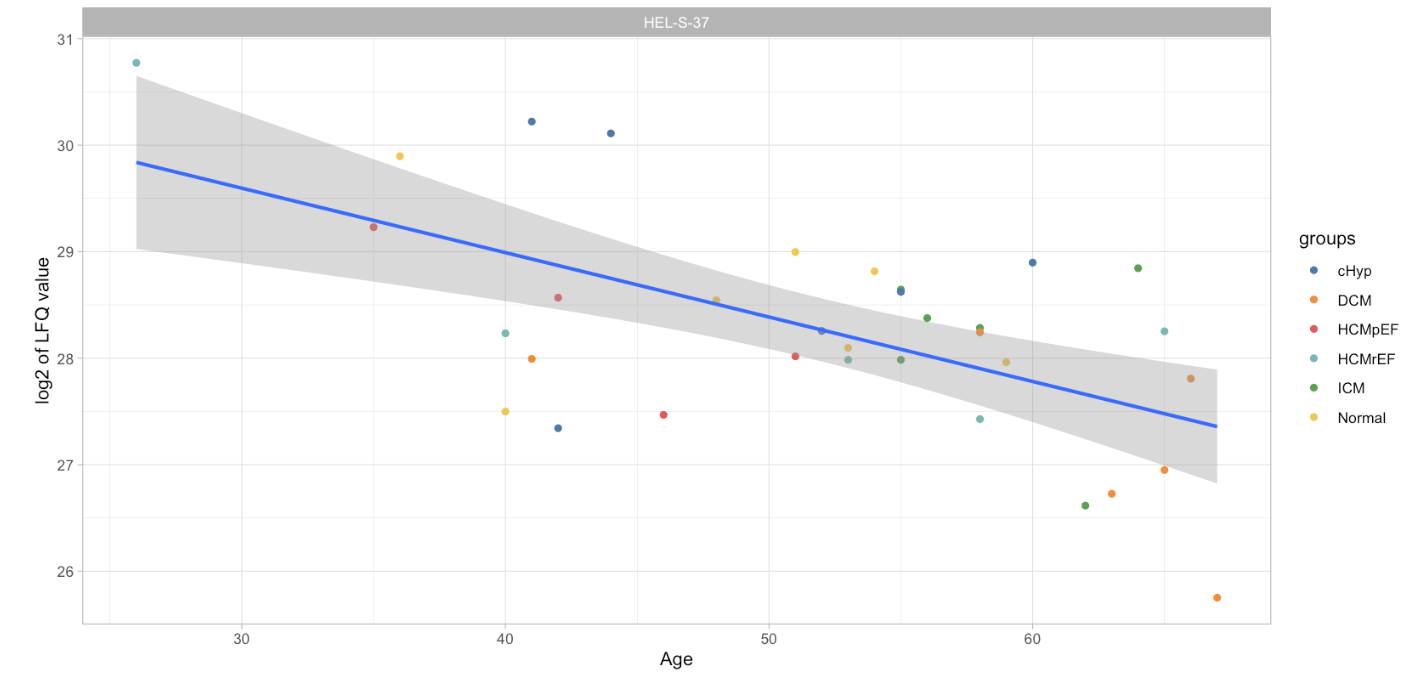 HEL-S-37
31
30
29
28
27
26
log2 of LFQ value
30
40
50
60
Age
groups
cHyp
DCM
HCMpEF
HCMrEF
ICM
Normal